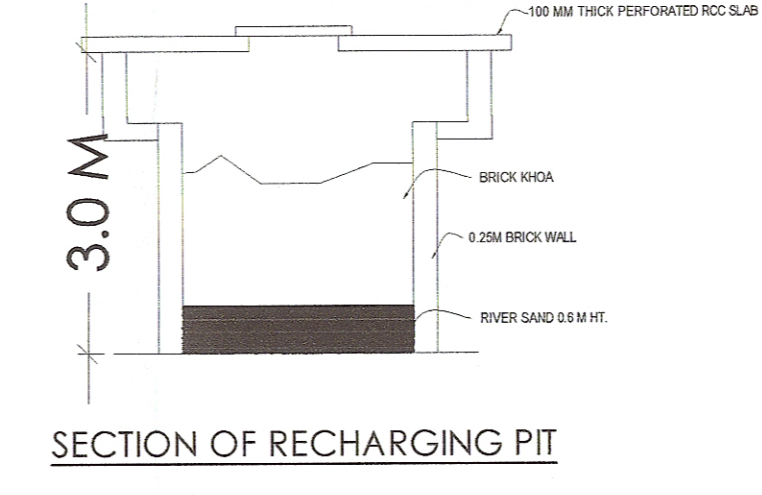 100 MM THICK PERFORATED RCC SLAB
3.0 M
BRICK KHOA
0.25M BRICK WALL
RIVER SAND 0.6 M HT.
SECTION OF RECHARGING PIT